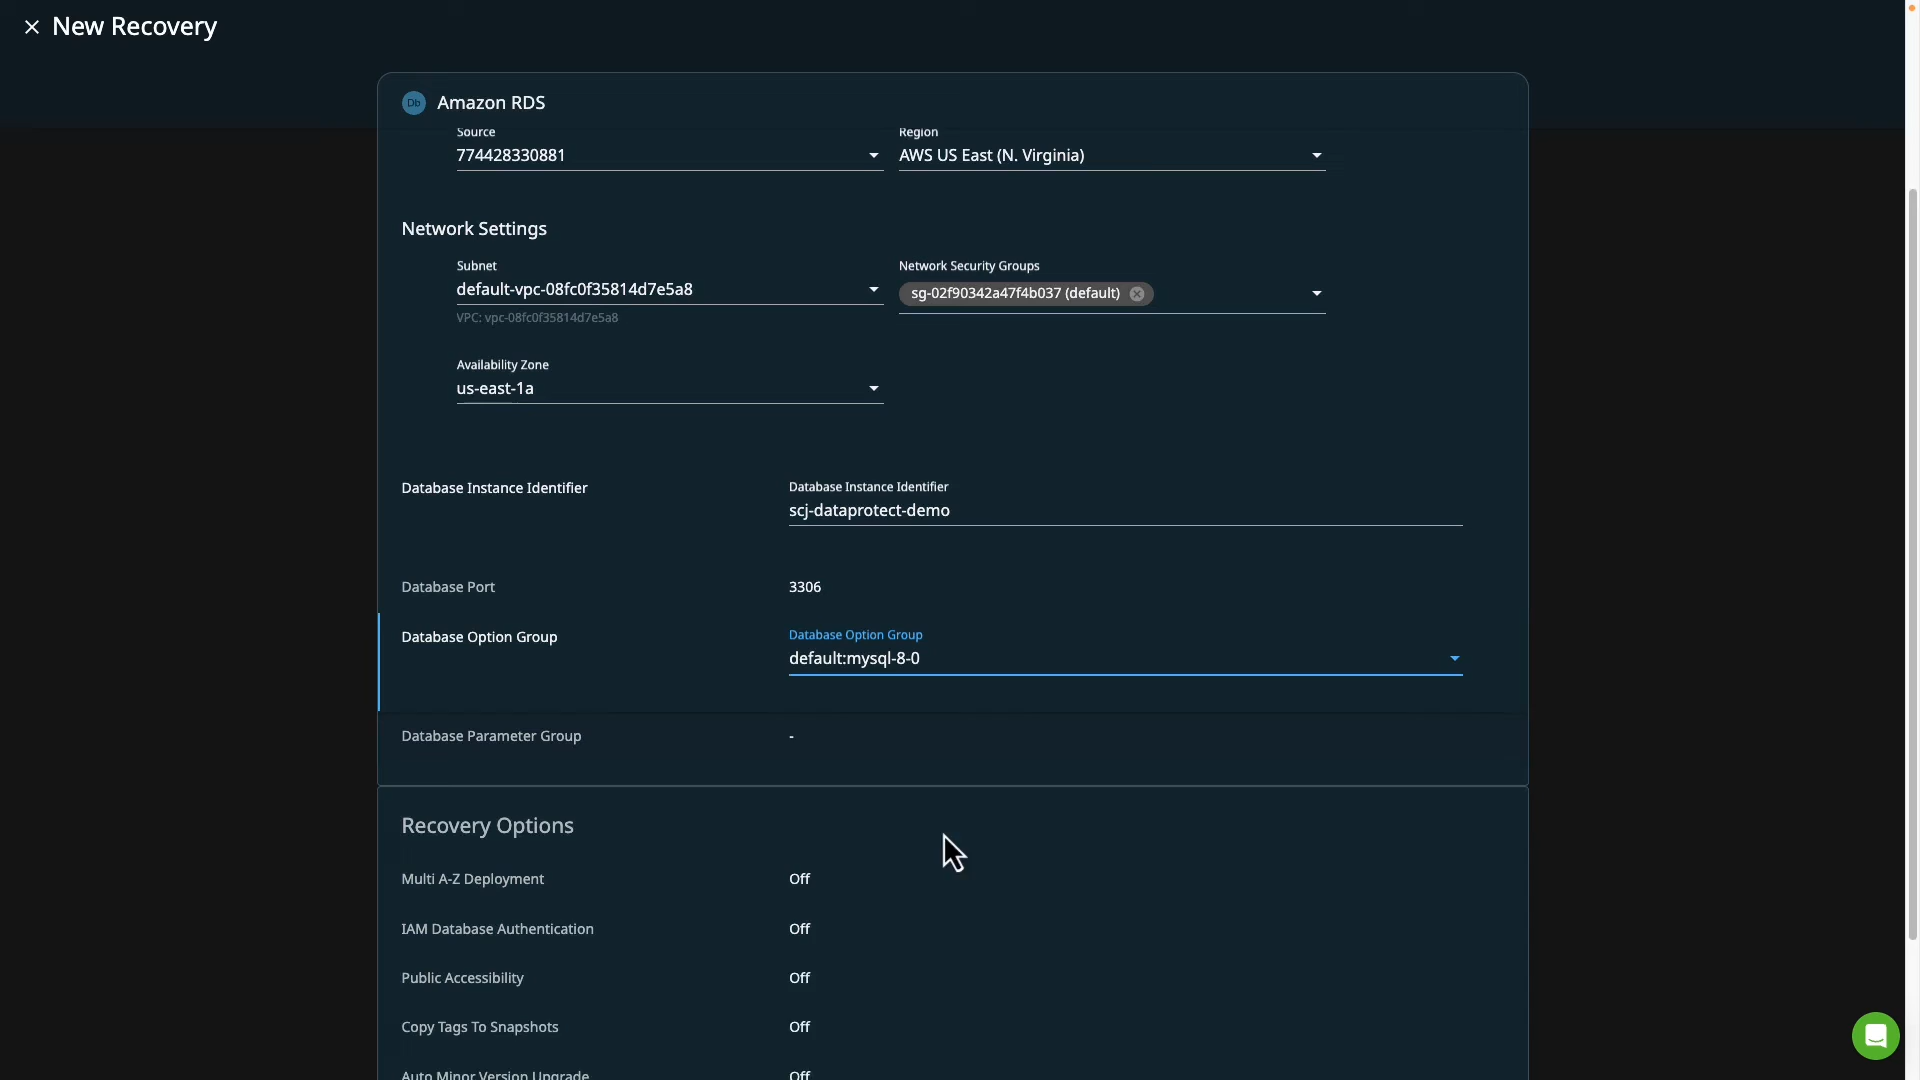 New Recovery
Db Amazon RDS
Source Region
774428330881 AWS US East (N. Virginia)
Network Settings
Subnet Network Security Groups
default-vpc-08fc0f35814d7e5a8 sg-02f90342a47f4b037 (default)
VPC: vpc-08fc0f35814d7e5a8
Availability Zone
us-east-1a
Database Instance Identifier Database Instance Identifier
scj-dataprotect-demo
Database Port 3306
Database Option Group Database Option Group
default:mysql-8-0
Database Parameter Group -
Recovery Options
Multi A-Z Deployment Off
IAM Database Authentication Off
Public Accessibility Off
Copy Tags To Snapshots Off
Auto Minor Version Upgrade Off